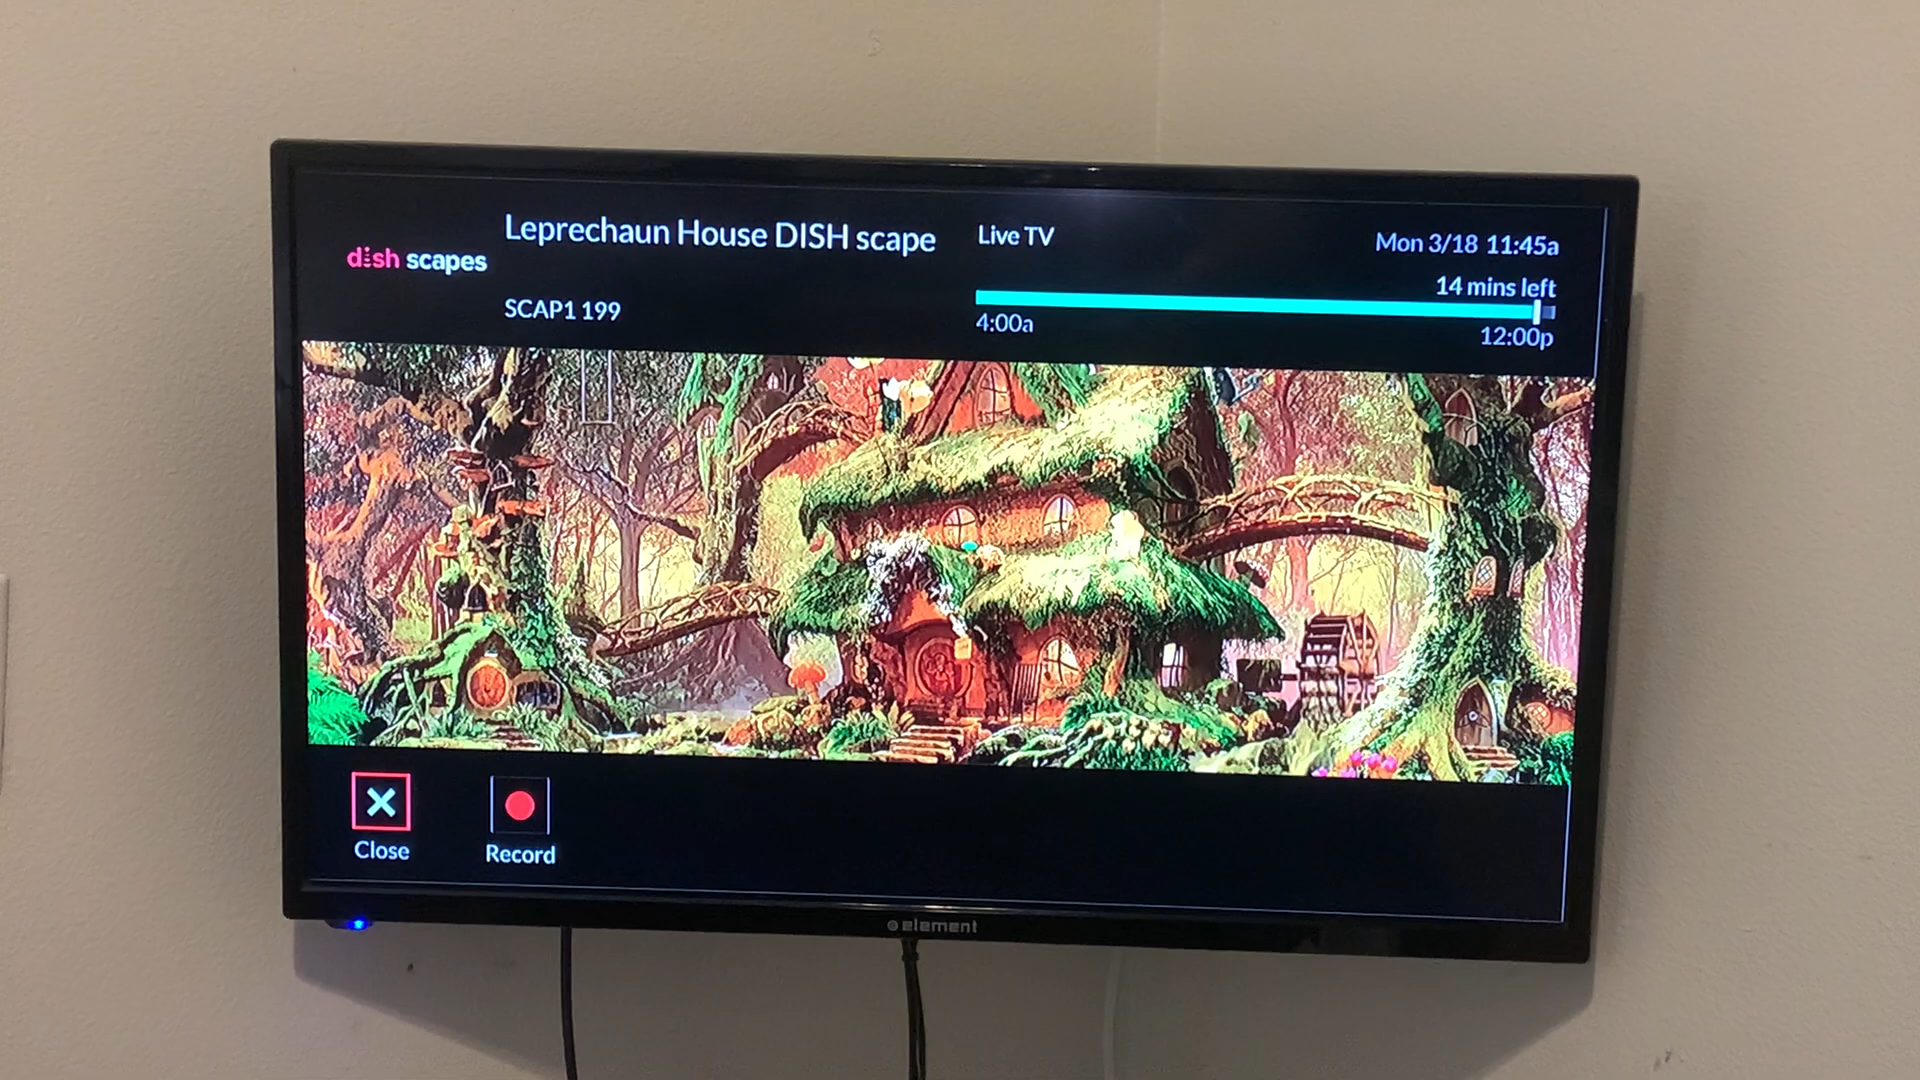 dish scapes
Leprechaun House DISH scape
SCAP1 199
Live TV
Mon 3/18 11:45a
14 mins left
4:00a
12:00p
Close
Record
element